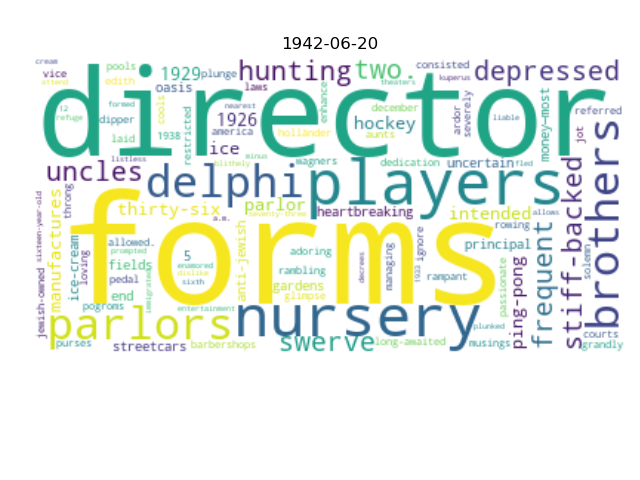 1942-06-20
cream
pools
vice
attend
edith
1929
plunge
hunting
two.
consisted
kuperus
depressed
theaters
laws
oasis
director
formed
12
refuge
dipper
cools
1926
nearest
enhance
december
hockey
ardor
severely
liable
money-most
referred
jot
laid
1938
restricted
america
hollander
aunts
ice
listless
blithely
minus
wagners
dedication
uncertain
fled
uncles
delphi
players
brothers
stiff-backed
throng
thirty-six
parlor
heartbreaking
intended
allows
sixteen-year-old
manufactures
seventy-three
a.m.
roming
forms
allowed.
5
adoring
ignore
principal
frequent
solemn
ice-cream
loving
prompted
enamored
anti-jewish
fields
dislike
rambling
decrees
managing
1933
rampant
passionate
ping-pong
pedal
sixth
gardens
glimpse
jewish-owned
end
immigrated
pogroms
entertainment
parlors
nursery
plunked
courts
purses
streetcars
barbershops
swerve
long-awaited
musings
grandly